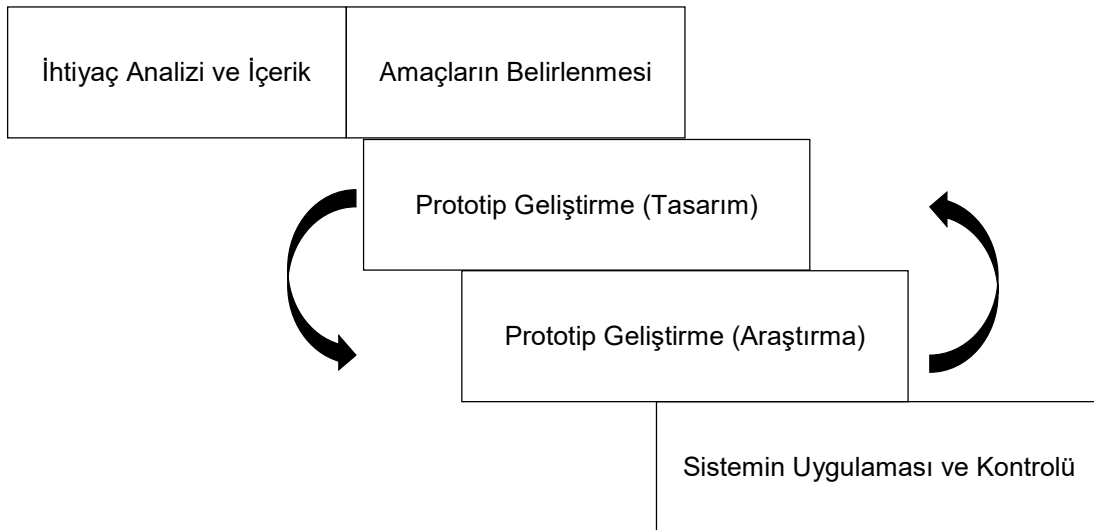 İhtiyaç Analizi ve İçerik
Amaçların Belirlenmesi
Prototip Geliştirme (Tasarım)
Prototip Geliştirme (Araştırma)
Sistemin Uygulaması ve Kontrolü